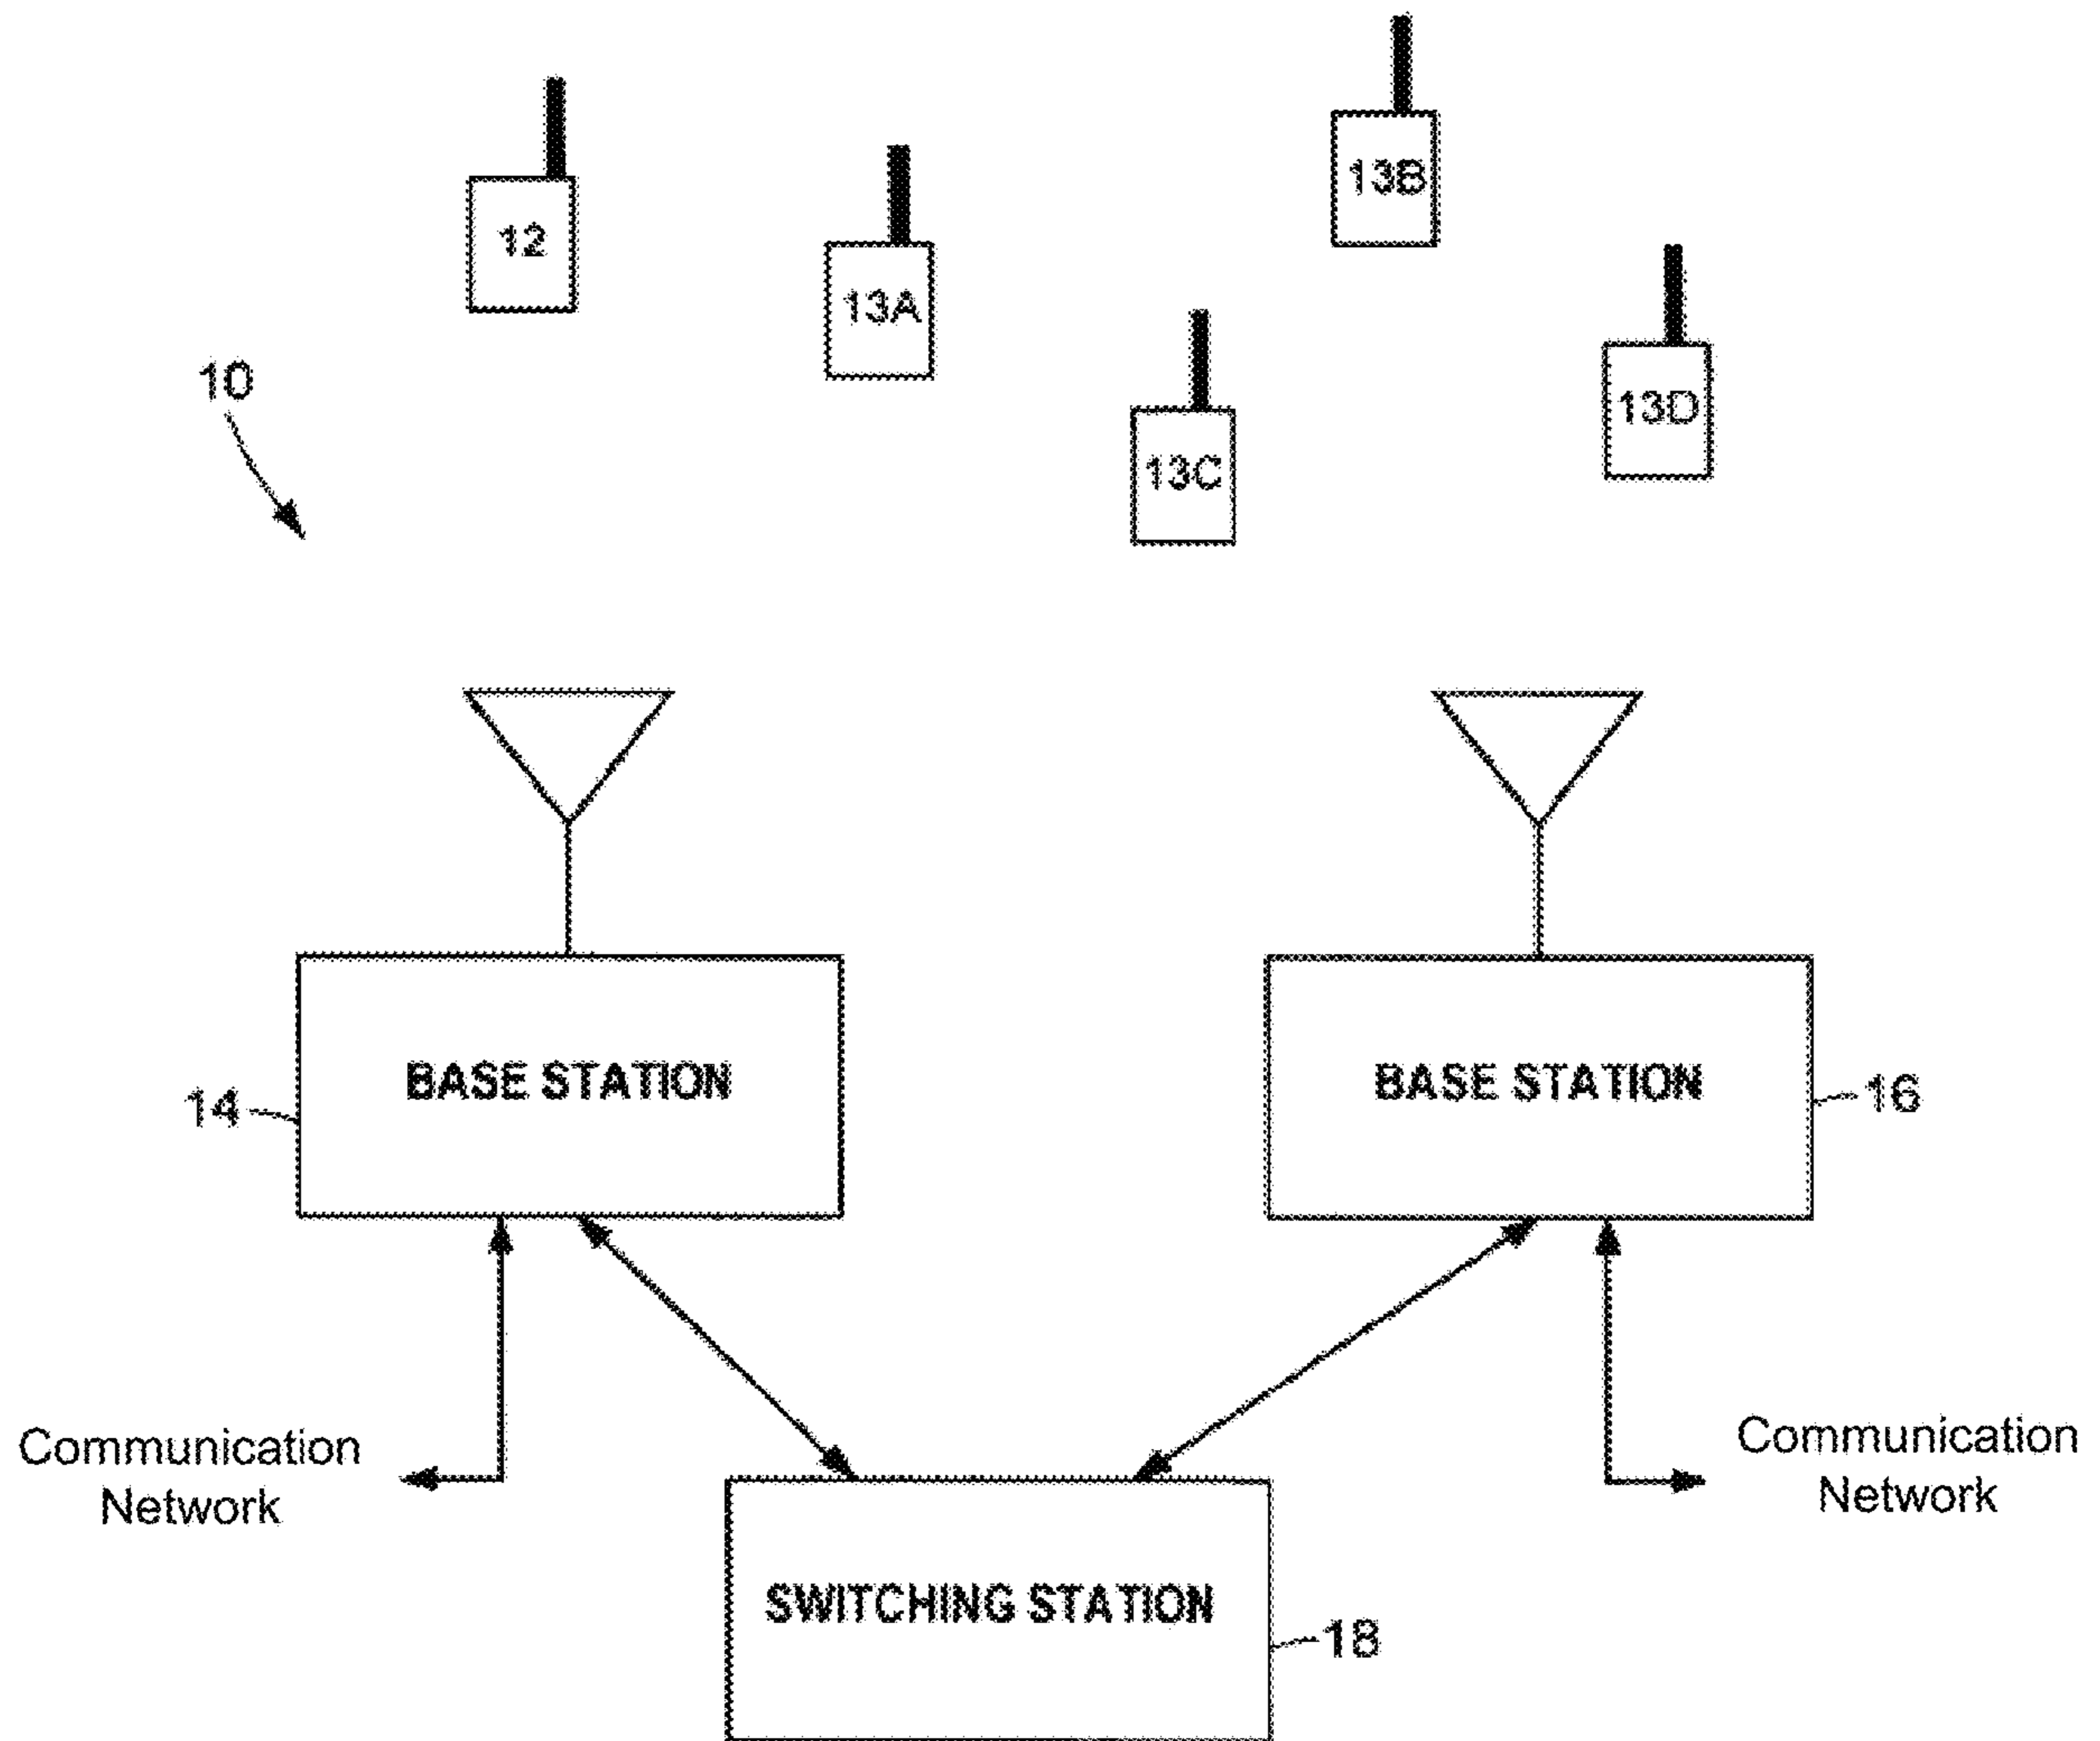 13B
12
13A
10
13D
13C
BASE STATION
BASE STATION
14
16
Communication
Network
Communication
Network
SWITCHING STATION
18